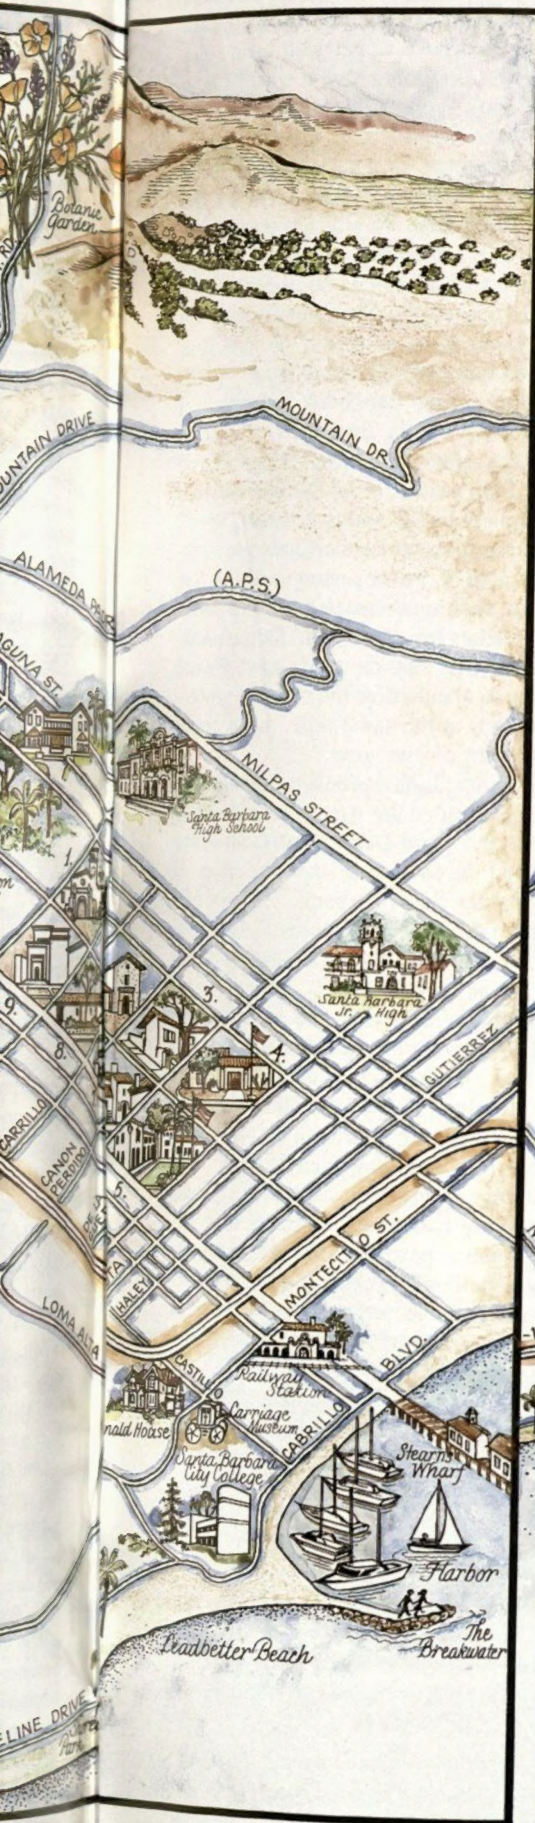 Botanic
Garden
MOUNTAIN DR.
MOUNTAIN DRIVE
ALAMEDA
(A.P.S.)
LAGUNA ST.
MILPAS STREET
Santa Barbara
High School
1.
Santa Barbara
Jr. High
3.
4.
9.
8.
GUTIERREZ
CARRILLO
CANON
PERDIDO
5.
HALEY
MONTECITO ST.
LOMA ALTA
CASTILLO
Railway
Station
BLVD.
CABRILLO
Carriage
Museum
House
Santa Barbara
City College
Stearns
Wharf
Harbor
The
Breakwater
Leadbetter Beach
DRIVE